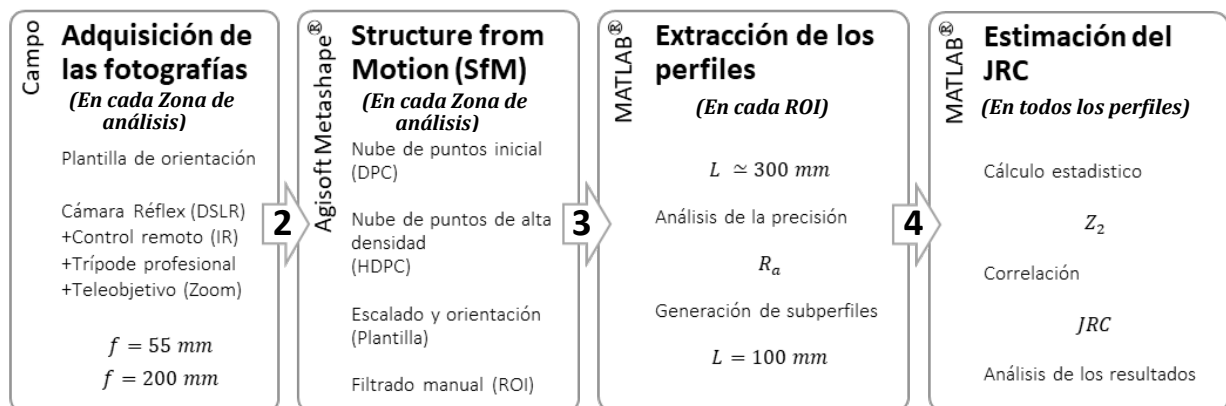 Campo
Adquisición de
las fotografías
(En cada Zona de
análisis)
Plantilla de orientación
Cámara Réflex (DSLR)
+Control remoto (IR)
+Trípode profesional
+Teleobjetivo (Zoom)
f = 55 mm
f = 200 mm
2
Agisoft Metashape®
Structure from
Motion (SfM)
(En cada Zona de
análisis)
Nube de puntos inicial
(DPC)
Nube de puntos de alta
densidad
(HDPC)
Escalado y orientación
(Plantilla)
Filtrado manual (ROI)
3
MATLAB®
Extracción de los
perfiles
(En cada ROI)
L ≃ 300 mm
Análisis de la precisión
Rₐ
Generación de subperfiles
L = 100 mm
4
MATLAB®
Estimación del
JRC
(En todos los perfiles)
Cálculo estadistico
Z₂
Correlación
JRC
Análisis de los resultados